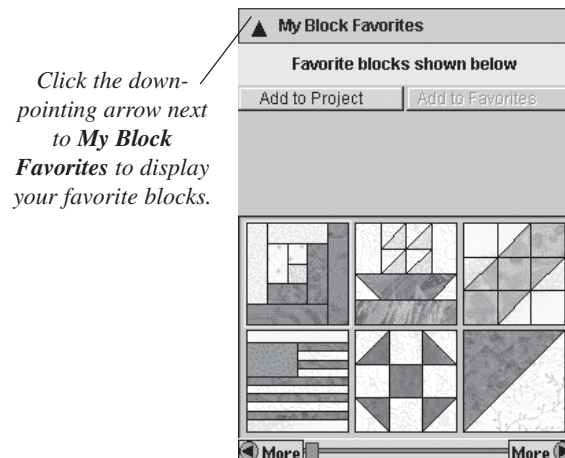 Click the down-
pointing arrow next
to My Block
Favorites to display
your favorite blocks.
My Block Favorites
Favorite blocks shown below
Add to Project
Add to Favorites
More
More